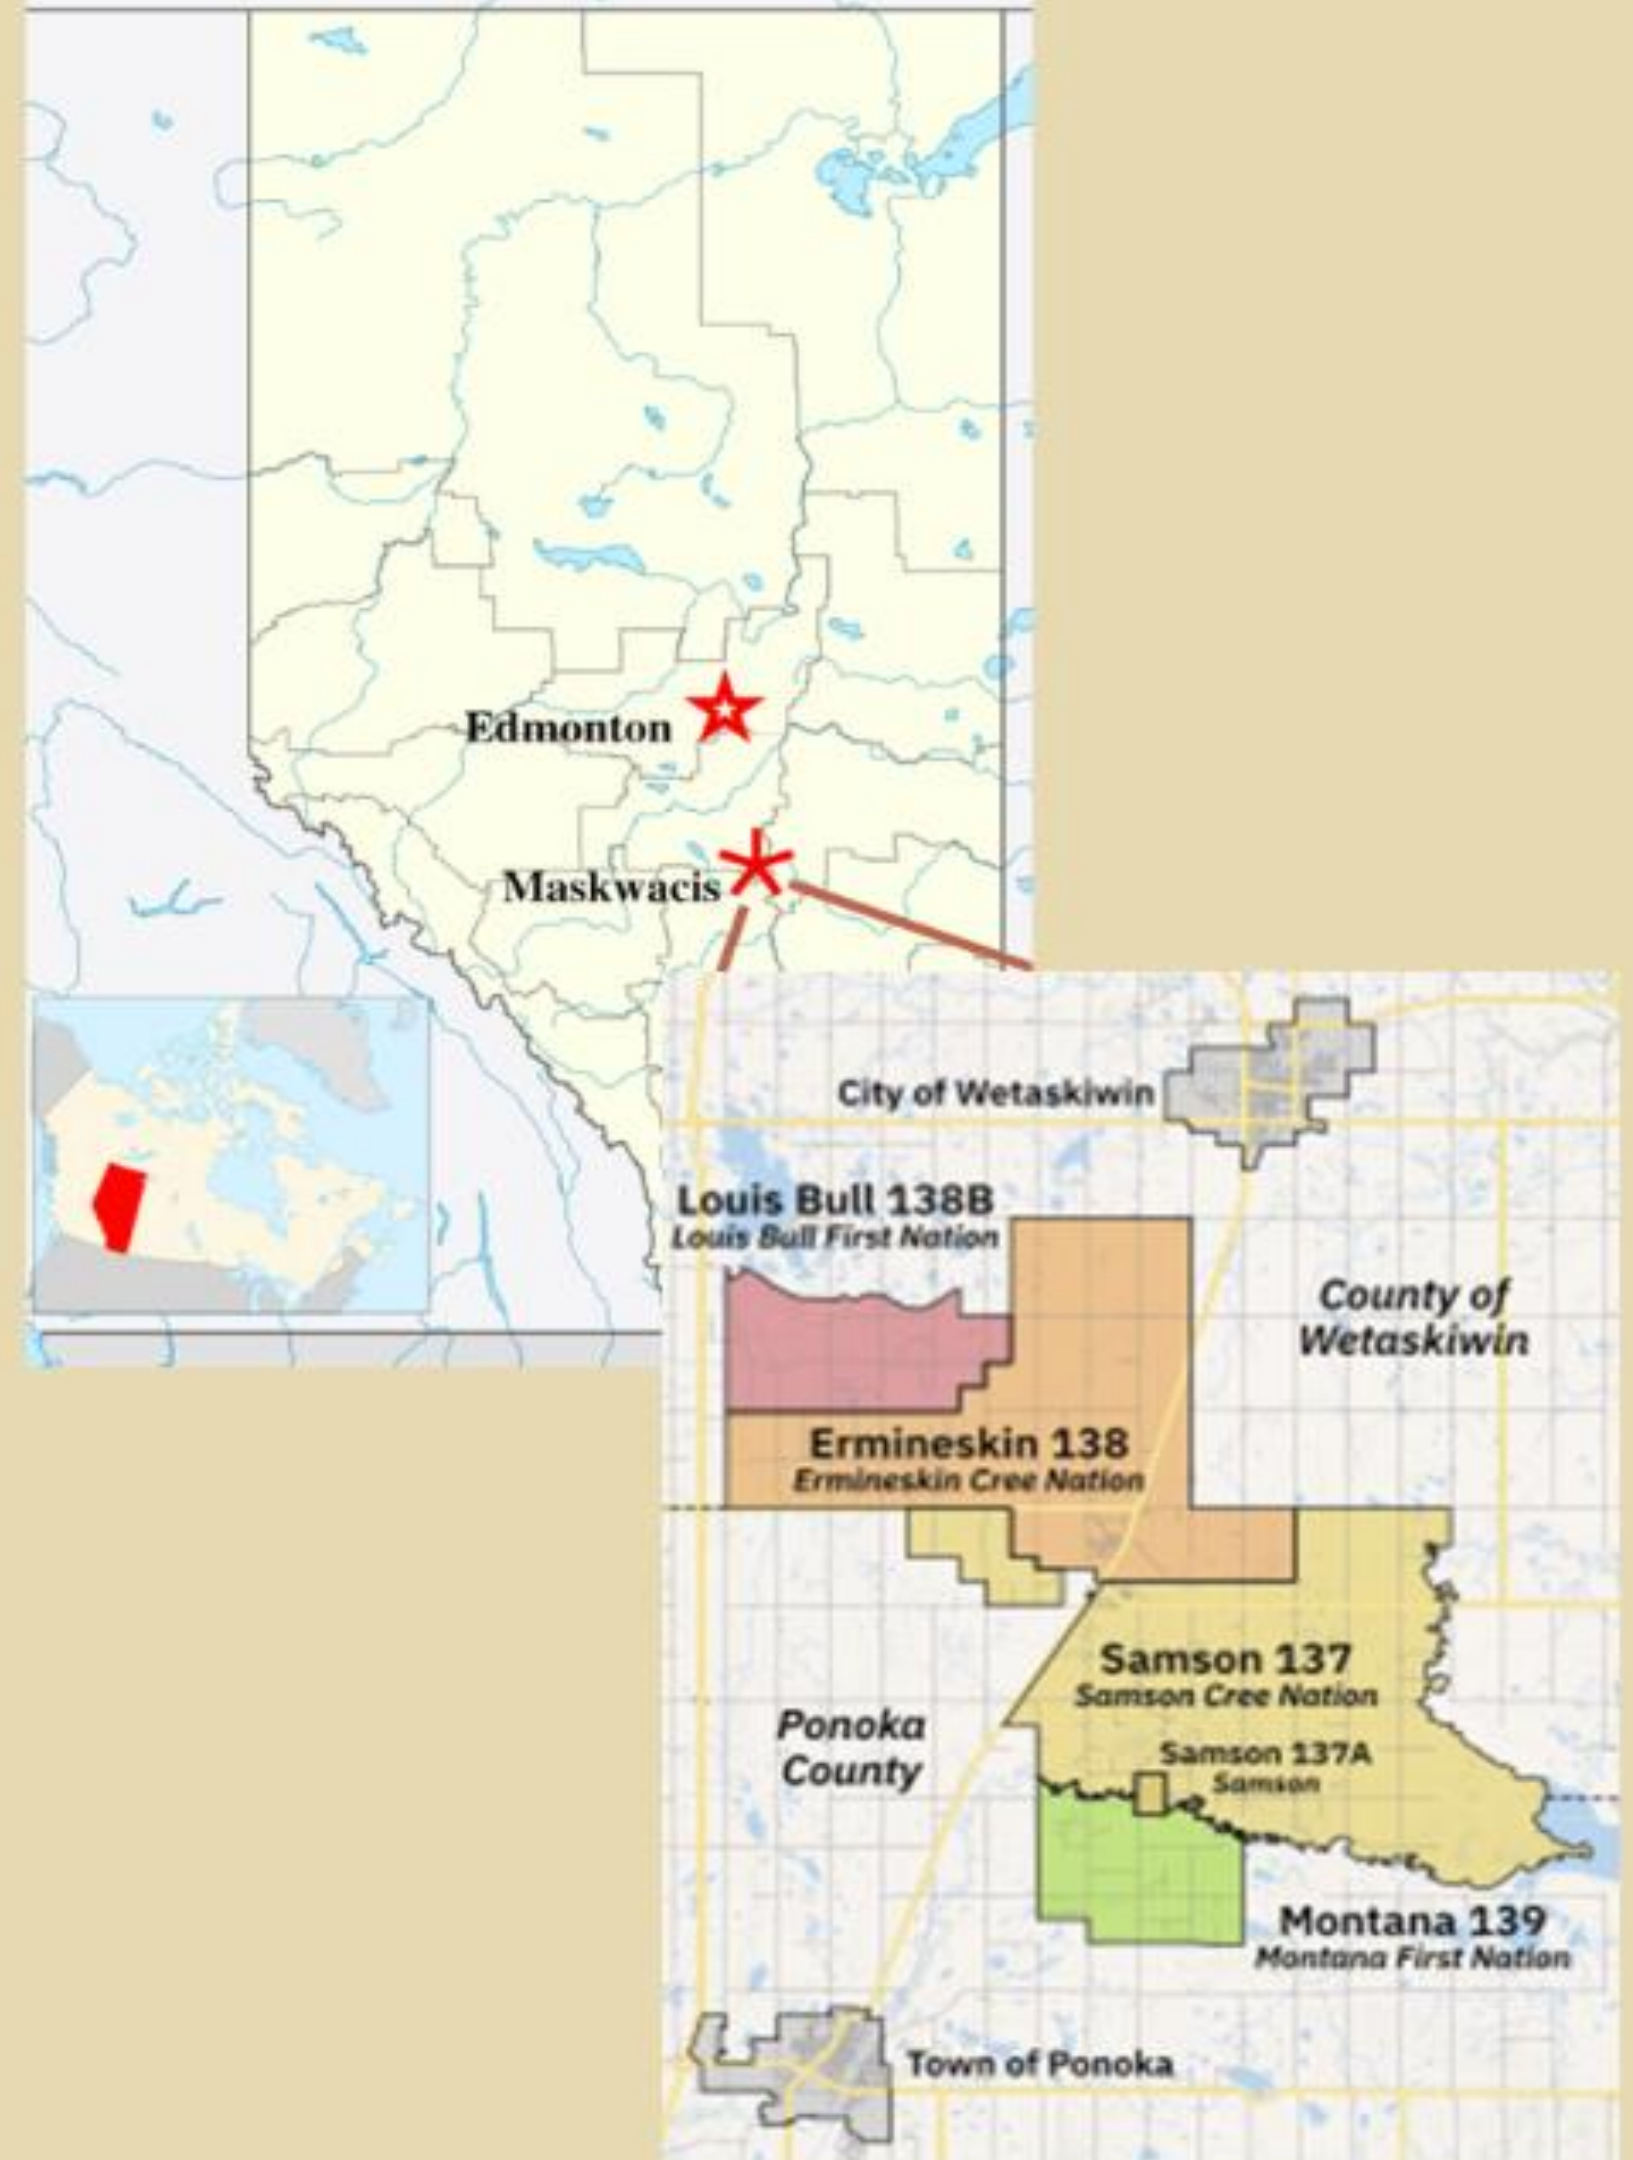 Edmonton
Maskwacis
City of Wetaskiwin
Louis Bull 138B
Louis Bull First Nation
County of
Wetaskiwin
Ermineskin 138
Ermineskin Cree Nation
Samson 137
Samson Cree Nation
Ponoka
County
Samson 137A
Samson
Montana 139
Montana First Nation
Town of Ponoka